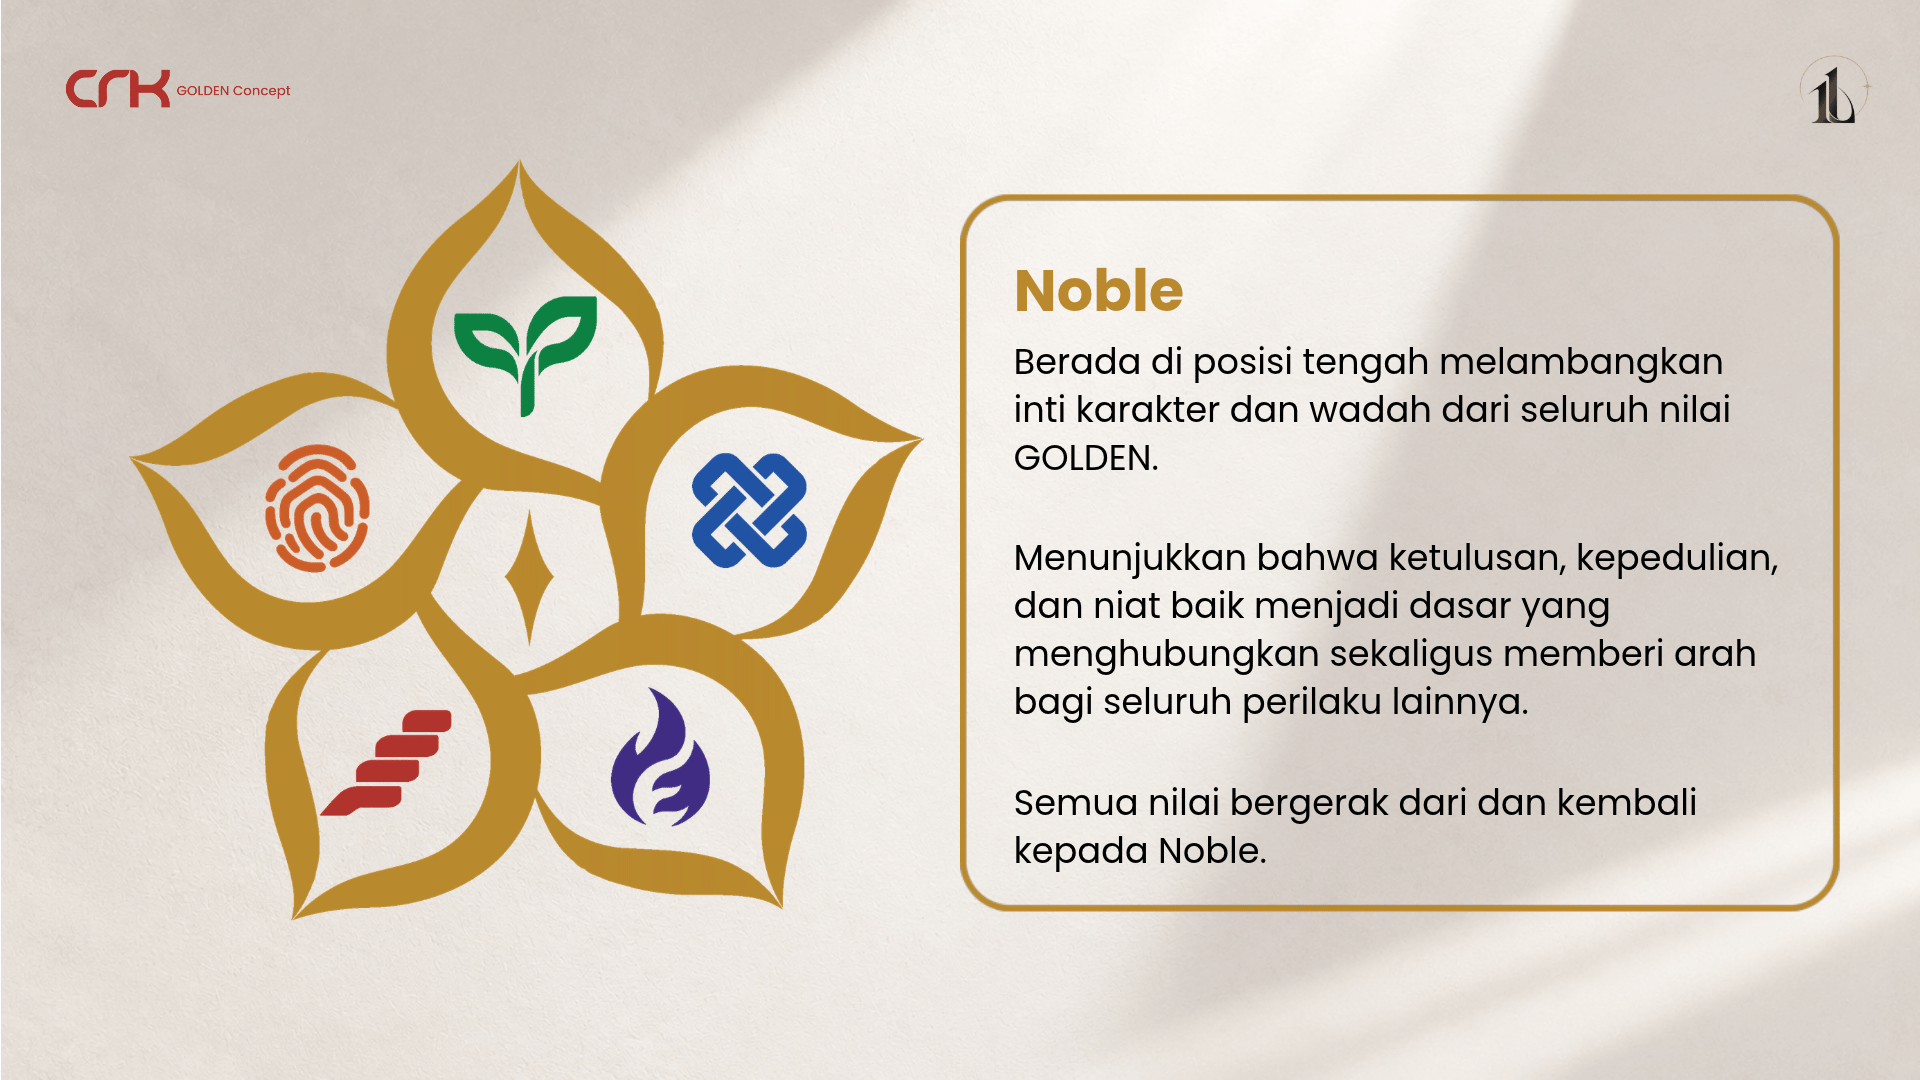 crk GOLDEN Concept
Noble
Berada di posisi tengah melambangkan
inti karakter dan wadah dari seluruh nilai
GOLDEN.
Menunjukkan bahwa ketulusan, kepedulian,
dan niat baik menjadi dasar yang
menghubungkan sekaligus memberi arah
bagi seluruh perilaku lainnya.
Semua nilai bergerak dari dan kembali
kepada Noble.